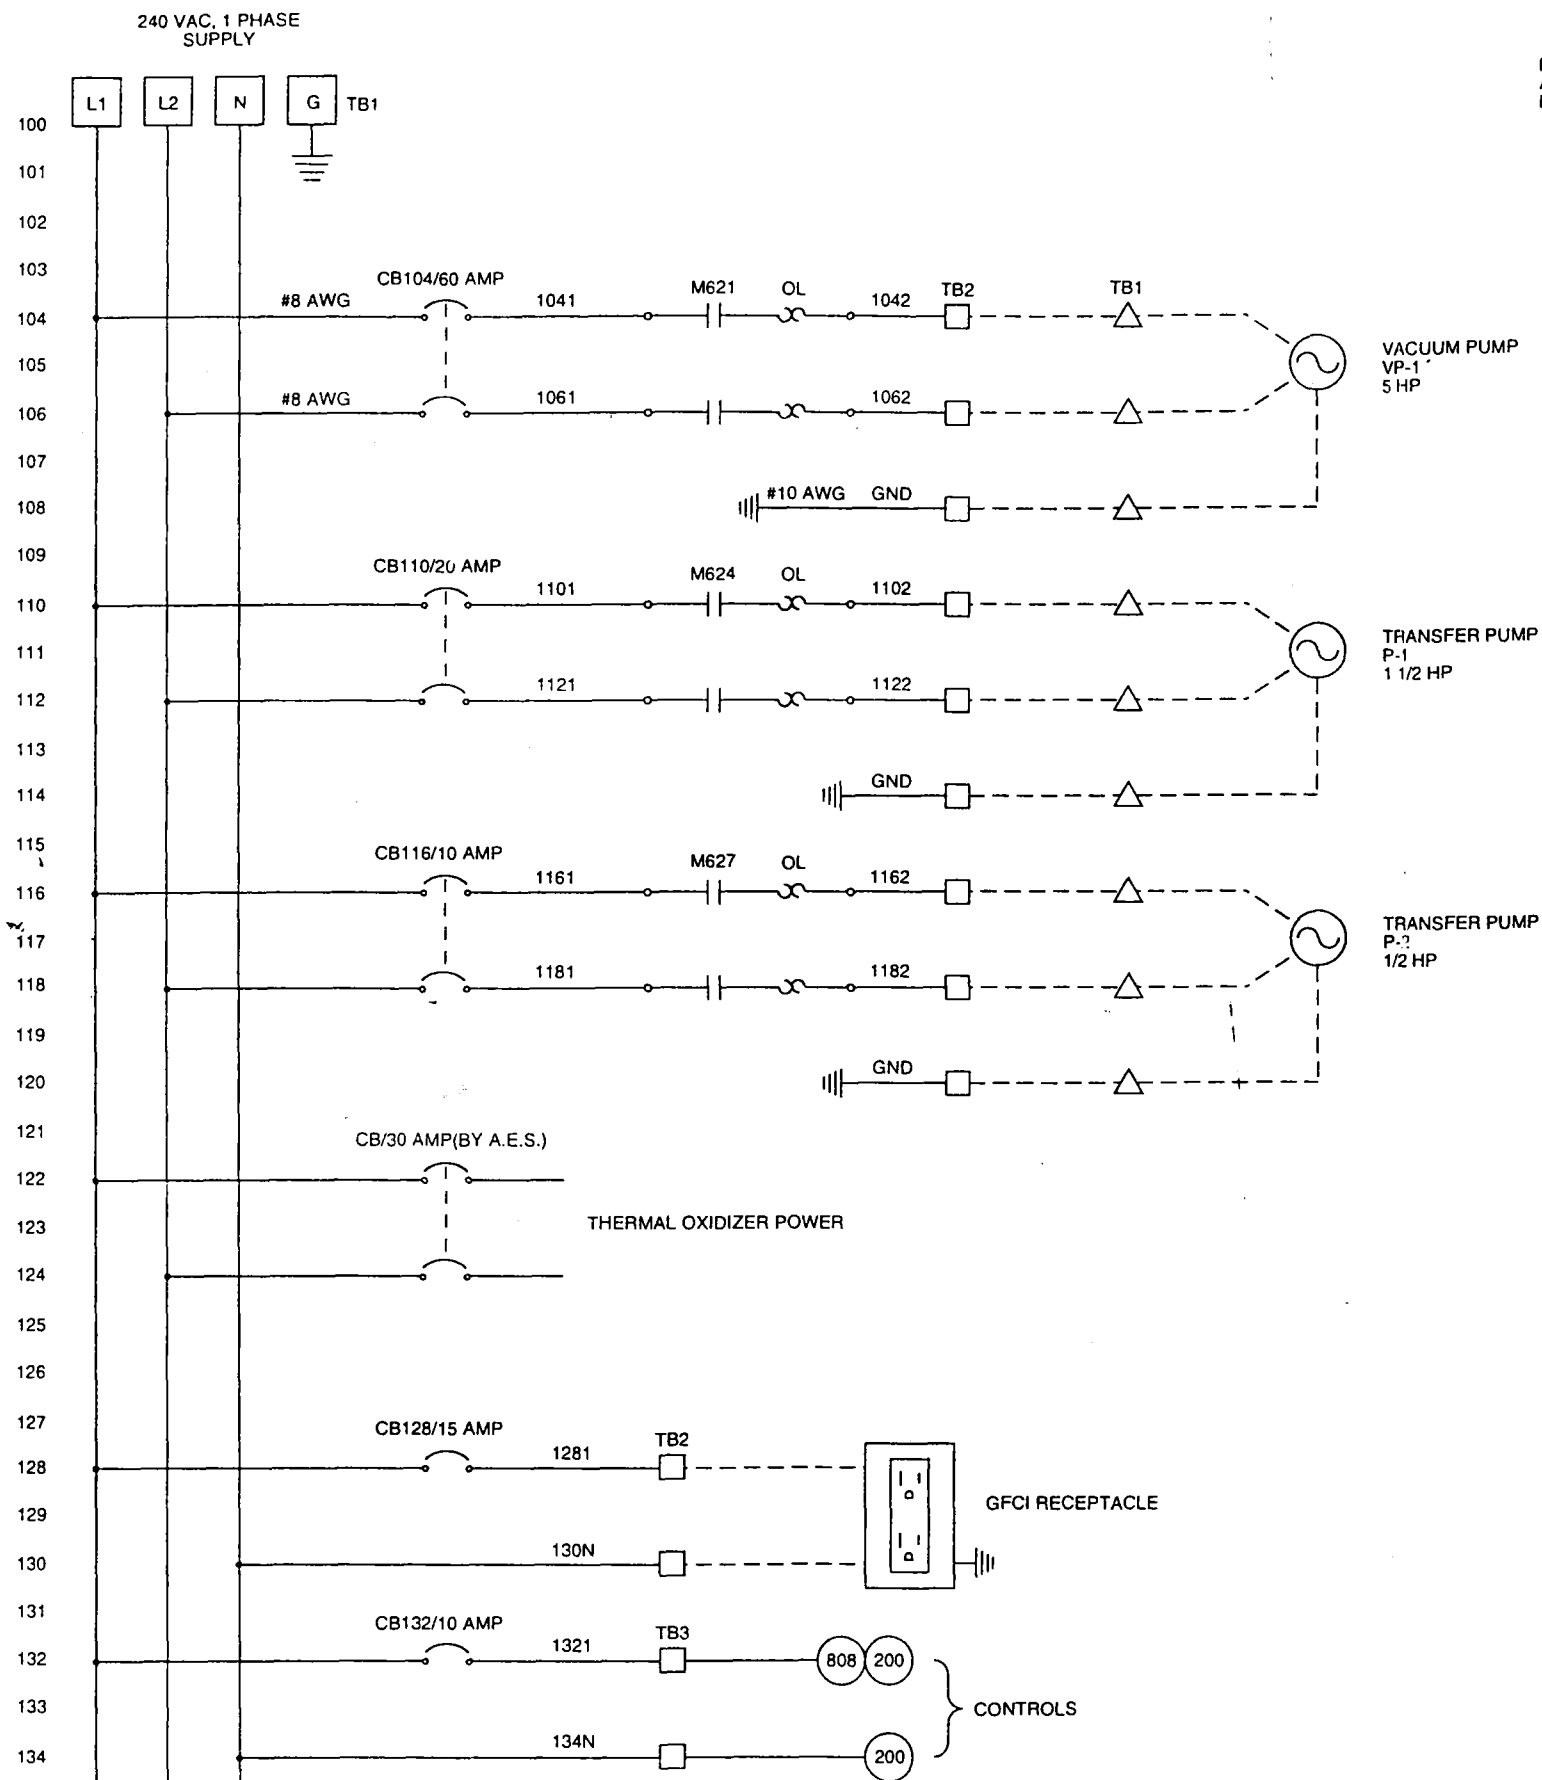 240 VAC, 1 PHASE
SUPPLY
L1 L2 N G TB1
100
101
102
103
CB104/60 AMP
#8 AWG 1041 M621 OL 1042 TB2 TB1
104
105
VACUUM PUMP
VP-1
5 HP
#8 AWG 1061 1062
106
107
#10 AWG GND
108
109
CB110/20 AMP
1101 M624 OL 1102
110
111
TRANSFER PUMP
P-1
1 1/2 HP
1121 1122
112
113
GND
114
115
CB116/10 AMP
1161 M627 OL 1162
116
117
TRANSFER PUMP
1/2 HP
1181 1182
118
119
GND
120
121
CB/30 AMP(BY A.E.S.)
122
123
THERMAL OXIDIZER POWER
124
125
126
127
CB128/15 AMP
1281 TB2
128
129
GFCI RECEPTACLE
130N
130
131
CB132/10 AMP
1321 TB3
132 808 200
133
CONTROLS
134N
134 200